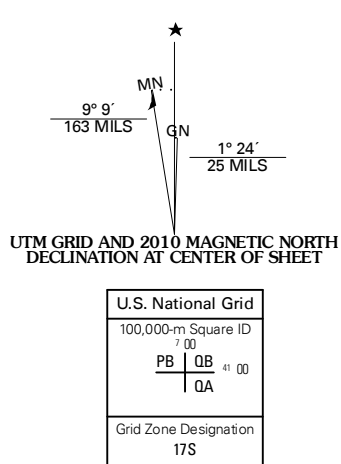 ★
MN
9° 9´
163 MILS
GN
1° 24´
25 MILS
UTM GRID AND 2010 MAGNETIC NORTH
DECLINATION AT CENTER OF SHEET
U.S. National Grid
100,000-m Square ID
7 00
PB QB 41 00
QA
Grid Zone Designation
17S